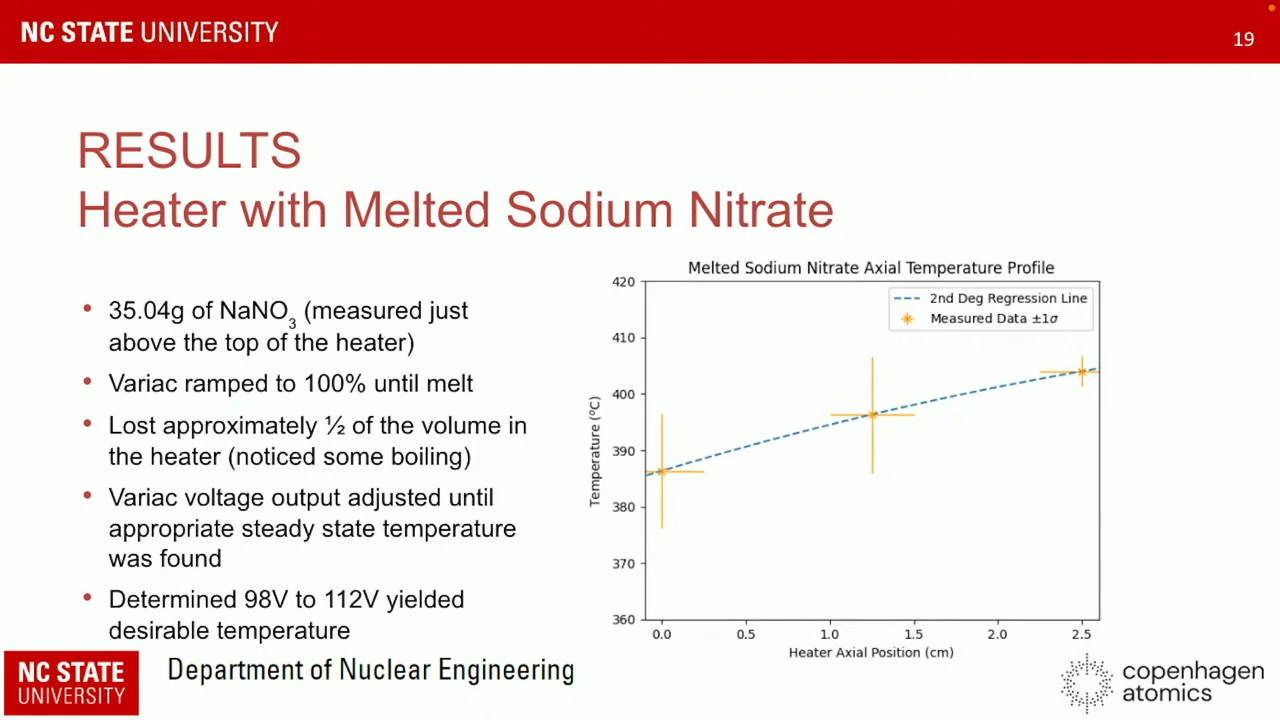 NC STATE UNIVERSITY
19
RESULTS
Heater with Melted Sodium Nitrate
• 35.04g of NaNO3 (measured just
above the top of the heater)
• Variac ramped to 100% until melt
• Lost approximately ½ of the volume in
the heater (noticed some boiling)
• Variac voltage output adjusted until
appropriate steady state temperature
was found
• Determined 98V to 112V yielded
desirable temperature
Melted Sodium Nitrate Axial Temperature Profile
2nd Deg Regression Line
Measured Data ±1σ
Temperature (°C)
420
410
400
390
380
370
360
0.0 0.5 1.0 1.5 2.0 2.5
Heater Axial Position (cm)
NC STATE
UNIVERSITY
Department of Nuclear Engineering
copenhagen
atomics